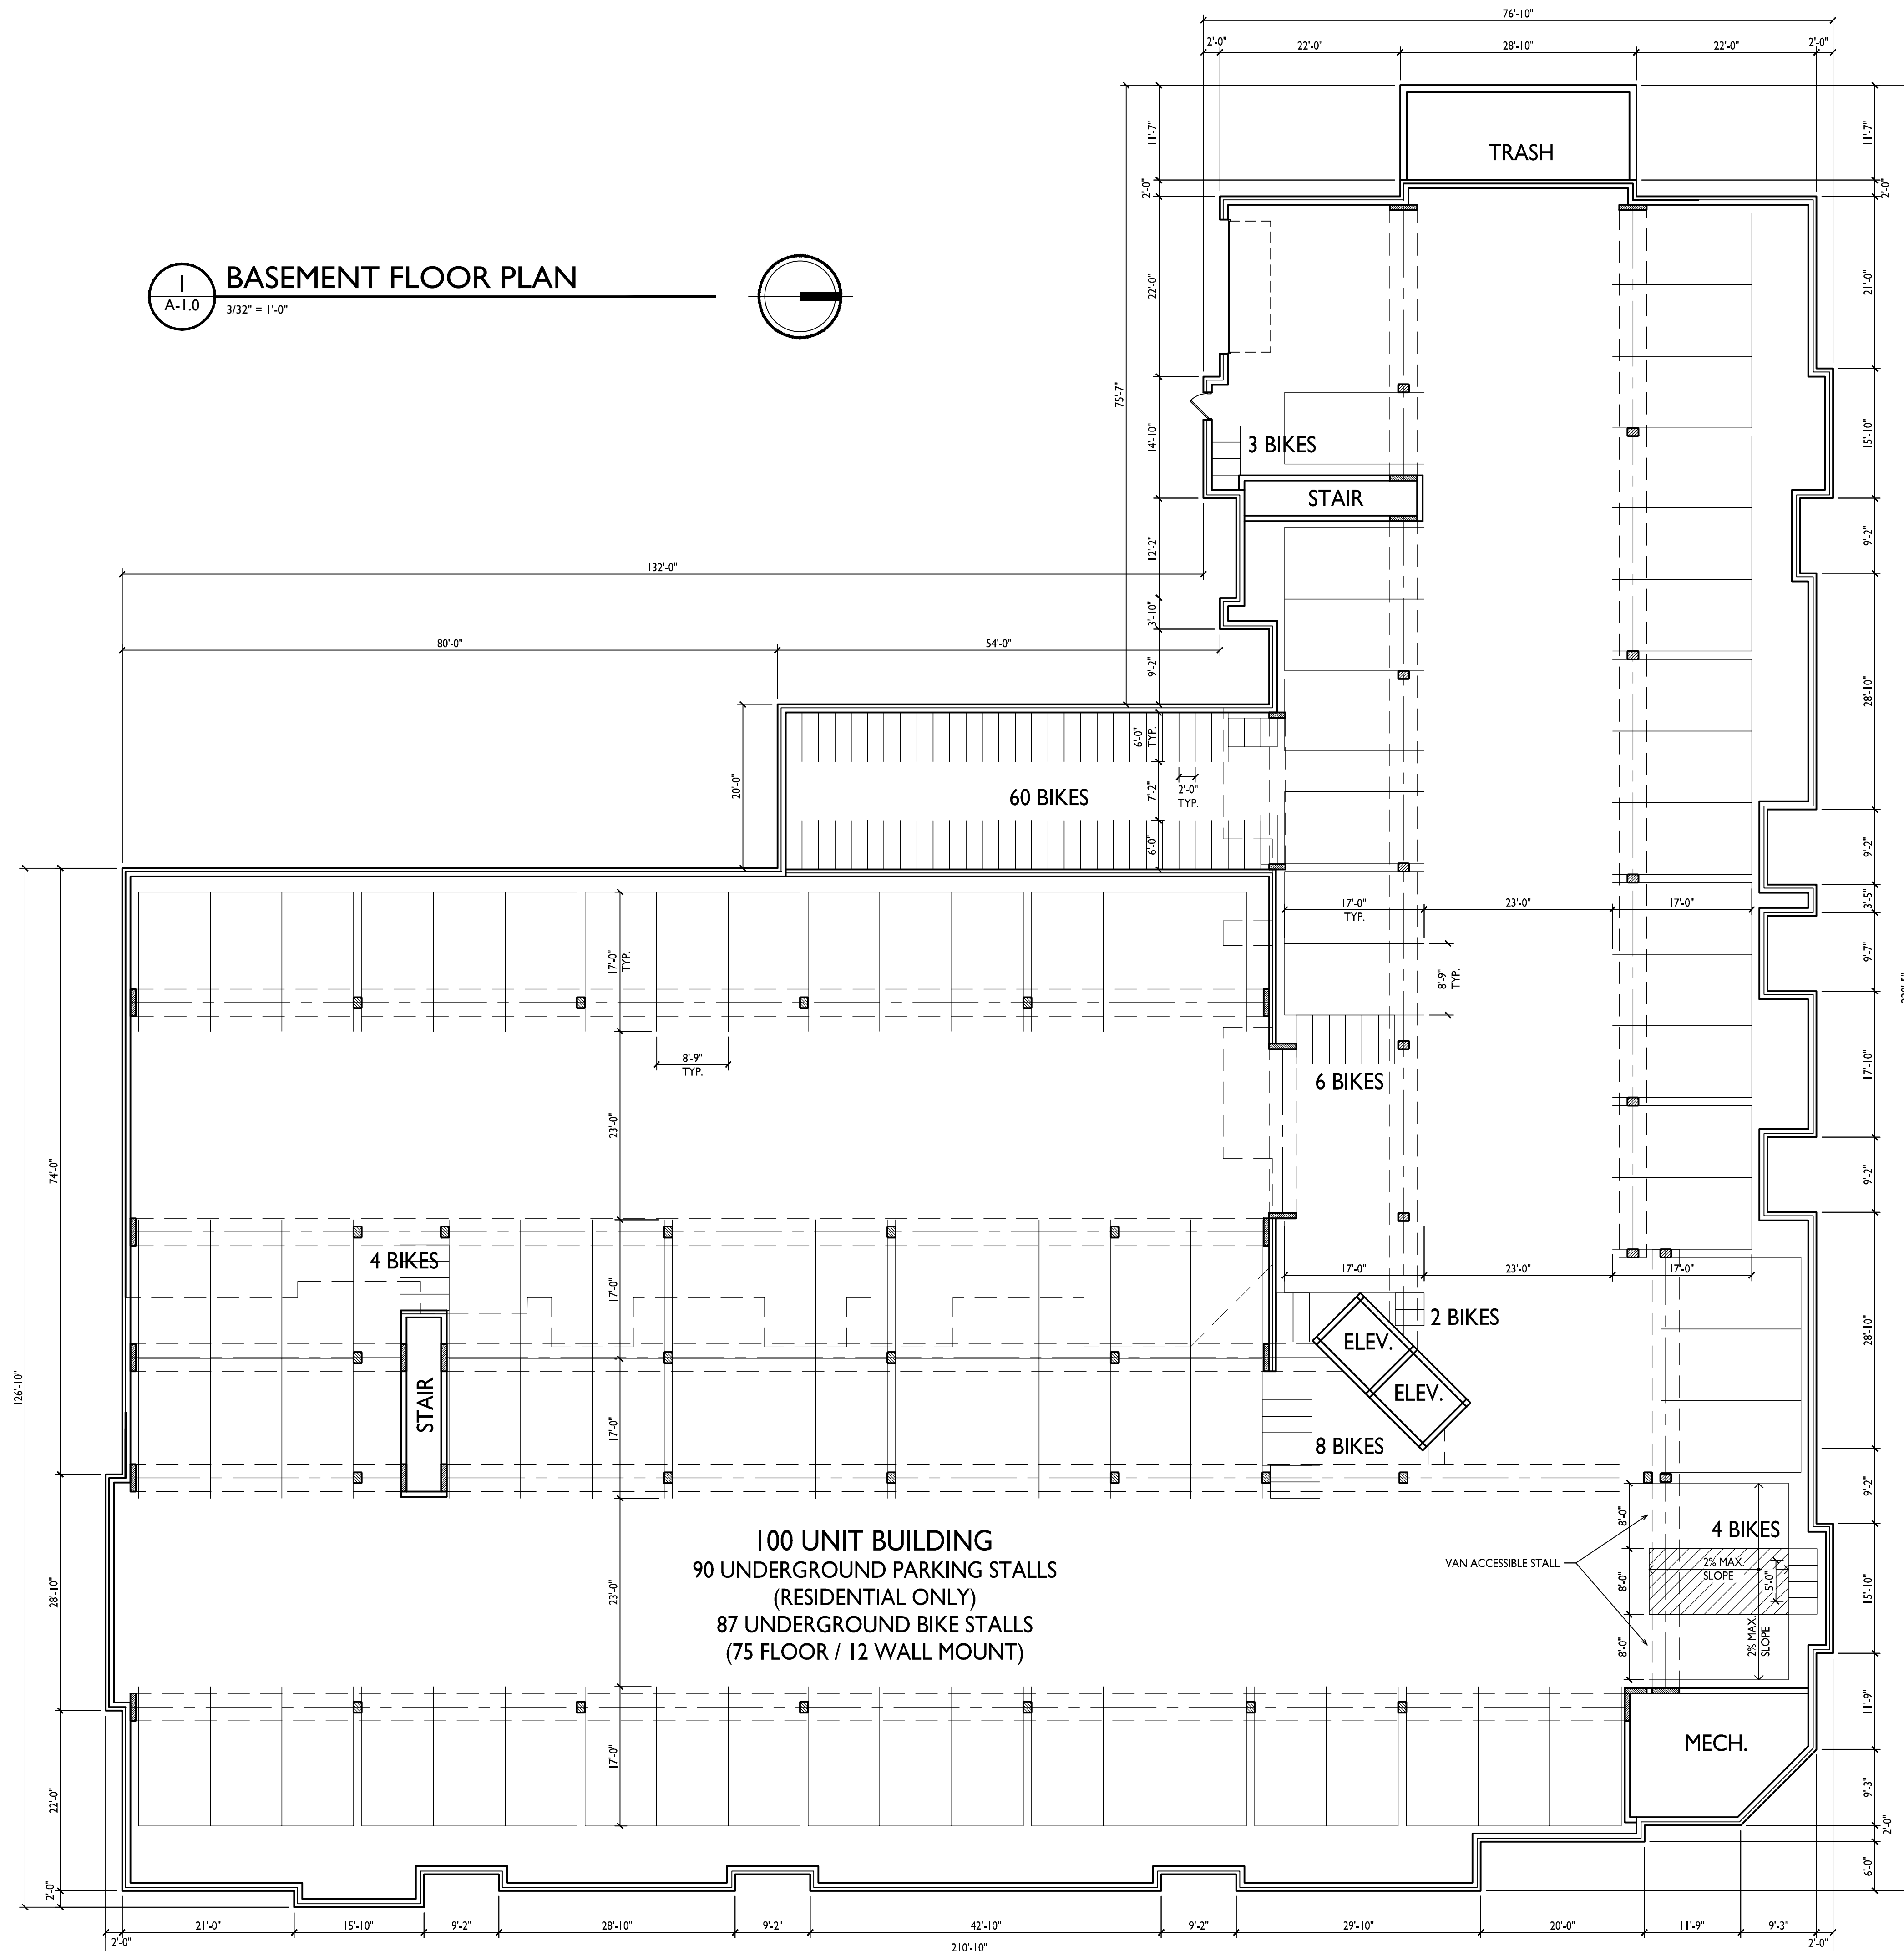 76'-10"
2'-0"
22'-0"
28'-10"
22'-0"
2'-0"
11'-7"
TRASH
11'-7"
2'-0"
2'-0"
1
A-1.0
BASEMENT FLOOR PLAN
3/32" = 1'-0"
22'-0"
21'-0"
75'-7"
14'-10"
3 BIKES
15'-10"
STAIR
12'-2"
9'-2"
132'-0"
3'-10"
80'-0"
54'-0"
9'-2"
28'-10"
20'-0"
6'-0"
TYP.
60 BIKES
7'-2"
2'-0"
TYP.
6'-0"
9'-2"
3'-5"
17'-0"
TYP.
17'-0"
TYP.
23'-0"
17'-0"
9'-7"
8'-9"
TYP.
8'-9"
TYP.
6 BIKES
17'-10"
23'-0"
74'-0"
9'-2"
4 BIKES
17'-0"
17'-0"
23'-0"
17'-0"
2 BIKES
ELEV.
ELEV.
28'-10"
126'-10"
STAIR
17'-0"
8 BIKES
9'-2"
100 UNIT BUILDING
90 UNDERGROUND PARKING STALLS
(RESIDENTIAL ONLY)
87 UNDERGROUND BIKE STALLS
(75 FLOOR / 12 WALL MOUNT)
23'-0"
28'-10"
VAN ACCESSIBLE STALL
8'-0"
4 BIKES
8'-0"
2% MAX.
SLOPE
5'-0"
15'-10"
8'-0"
2% MAX.
SLOPE
17'-0"
MECH.
11'-9"
22'-0"
9'-3"
2'-0"
6'-0"
2'-0"
2'-0"
21'-0"
15'-10"
9'-2"
28'-10"
9'-2"
42'-10"
9'-2"
29'-10"
20'-0"
11'-9"
9'-3"
2'-0"
210'-10"